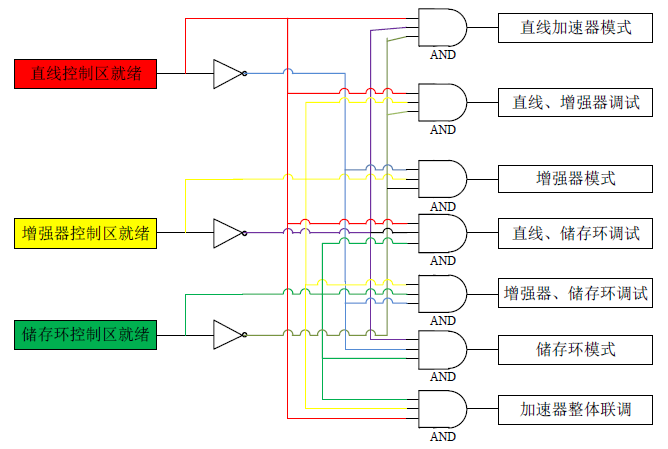 直线加速器模式
AND
直线控制区就绪
直线、增强器调试
AND
增强器模式
AND
增强器控制区就绪
直线、储存环调试
AND
增强器、储存环调试
AND
储存环控制区就绪
储存环模式
AND
加速器整体联调
AND